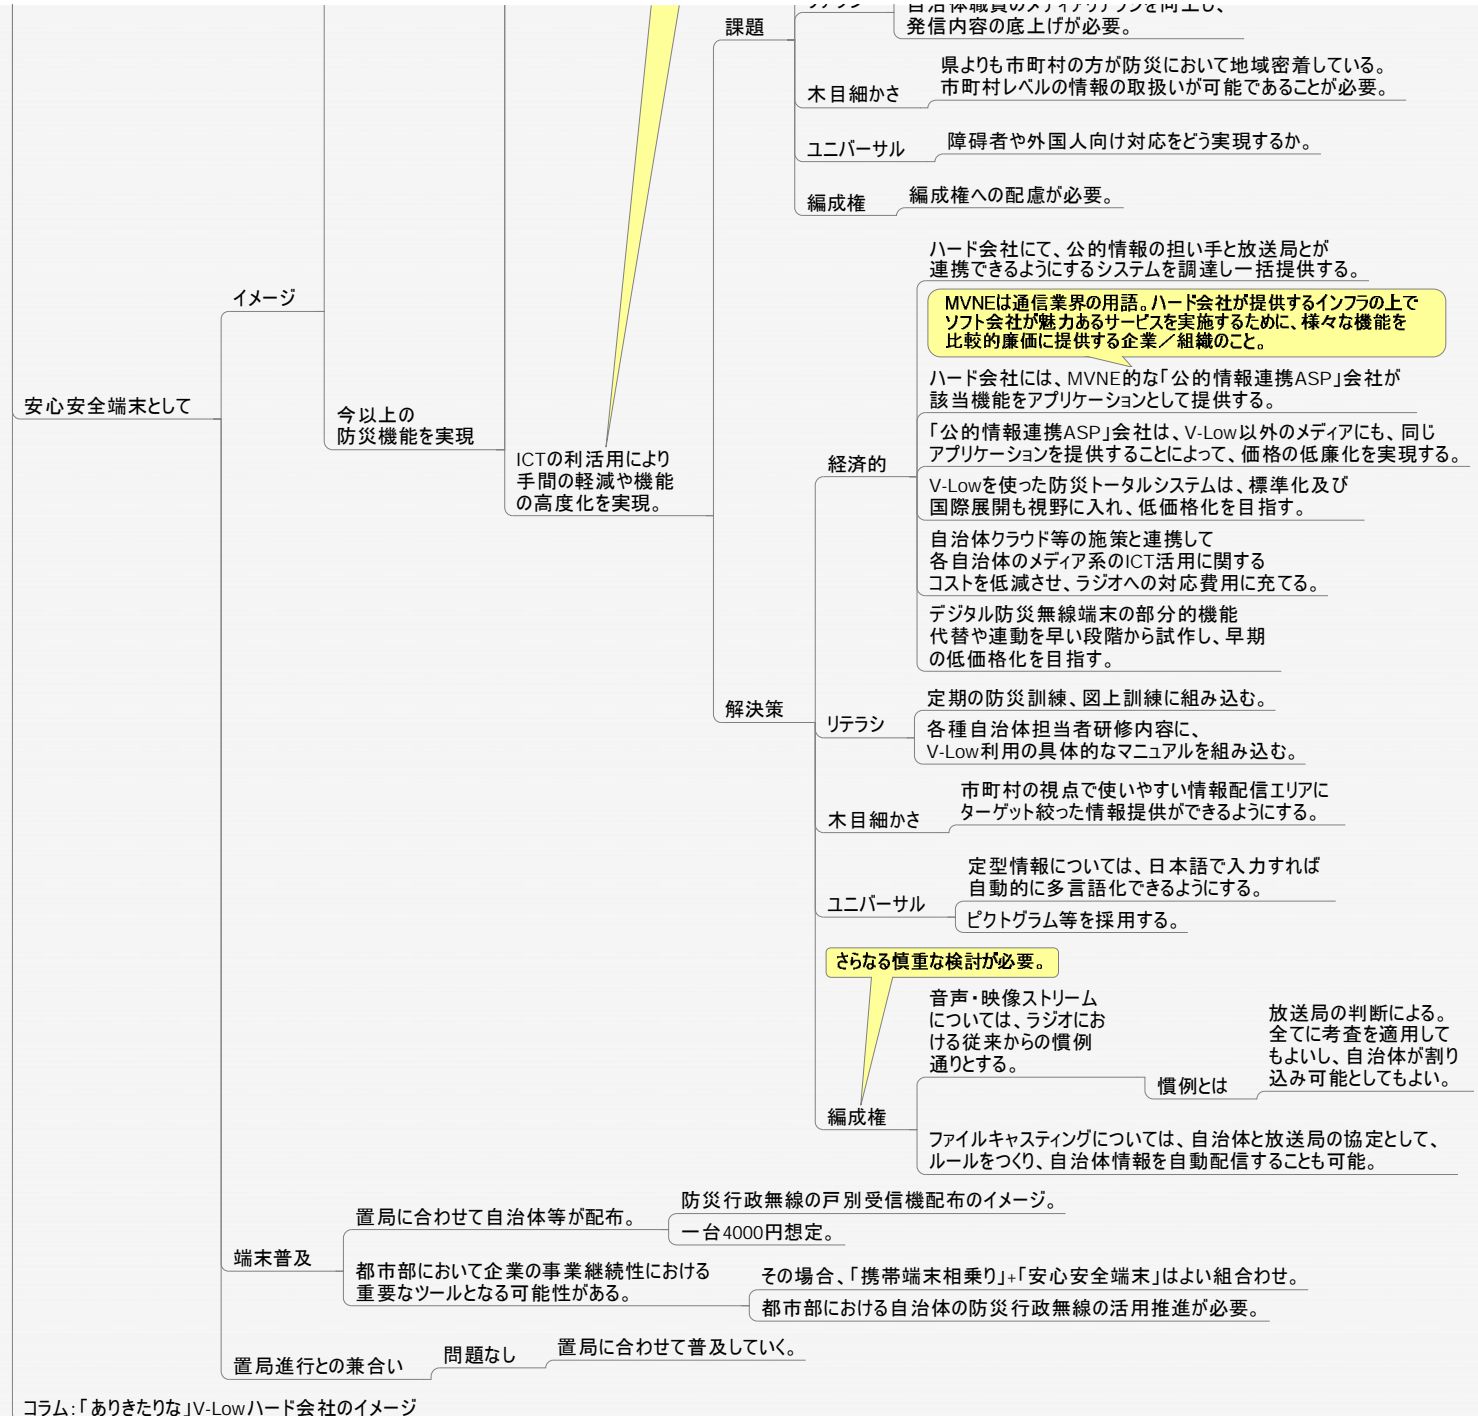 課題
自治体職員のメディアリテラシを向上し、
発信内容の底上げが必要。
木目細かさ
県よりも市町村の方が防災において地域密着している。
市町村レベルの情報の取扱いが可能であることが必要。
ユニバーサル
障碍者や外国人向け対応をどう実現するか。
編成権
編成権への配慮が必要。
安心安全端末として
イメージ
今以上の
防災機能を実現
ICTの利活用により
手間の軽減や機能
の高度化を実現。
解決策
経済的
ハード会社にて、公的情報の担い手と放送局とが
連携できるようにするシステムを調達し一括提供する。
MVNEは通信業界の用語。ハード会社が提供するインフラの上で
ソフト会社が魅力あるサービスを実施するために、様々な機能を
比較的廉価に提供する企業／組織のこと。
ハード会社には、MVNE的な「公的情報連携ASP」会社が
該当機能をアプリケーションとして提供する。
「公的情報連携ASP」会社は、V-Low以外のメディアにも、同じ
アプリケーションを提供することによって、価格の低廉化を実現する。
V-Lowを使った防災トータルシステムは、標準化及び
国際展開も視野に入れ、低価格化を目指す。
自治体クラウド等の施策と連携して
各自治体のメディア系のICT活用に関する
コストを低減させ、ラジオへの対応費用に充てる。
デジタル防災無線端末の部分的機能
代替や連動を早い段階から試作し、早期
の低価格化を目指す。
リテラシ
定期の防災訓練、図上訓練に組み込む。
各種自治体担当者研修内容に、
V-Low利用の具体的なマニュアルを組み込む。
木目細かさ
市町村の視点で使いやすい情報配信エリアに
ターゲット絞った情報提供ができるようにする。
ユニバーサル
定型情報については、日本語で入力すれば
自動的に多言語化できるようにする。
ピクトグラム等を採用する。
さらなる慎重な検討が必要。
編成権
音声・映像ストリーム
については、ラジオにお
ける従来からの慣例
通りとする。
慣例とは
放送局の判断による。
全てに考査を適用して
もよいし、自治体が割り
込み可能としてもよい。
ファイルキャスティングについては、自治体と放送局の協定として、
ルールをつくり、自治体情報を自動配信することも可能。
端末普及
置局に合わせて自治体等が配布。
防災行政無線の戸別受信機配布のイメージ。
一台4000円想定。
都市部において企業の事業継続性における
重要なツールとなる可能性がある。
その場合、「携帯端末相乗り」+「安心安全端末」はよい組合わせ。
都市部における自治体の防災行政無線の活用推進が必要。
置局進行との兼合い
問題なし
置局に合わせて普及していく。
コラム：「ありきたりな」V-Lowハード会社のイメージ